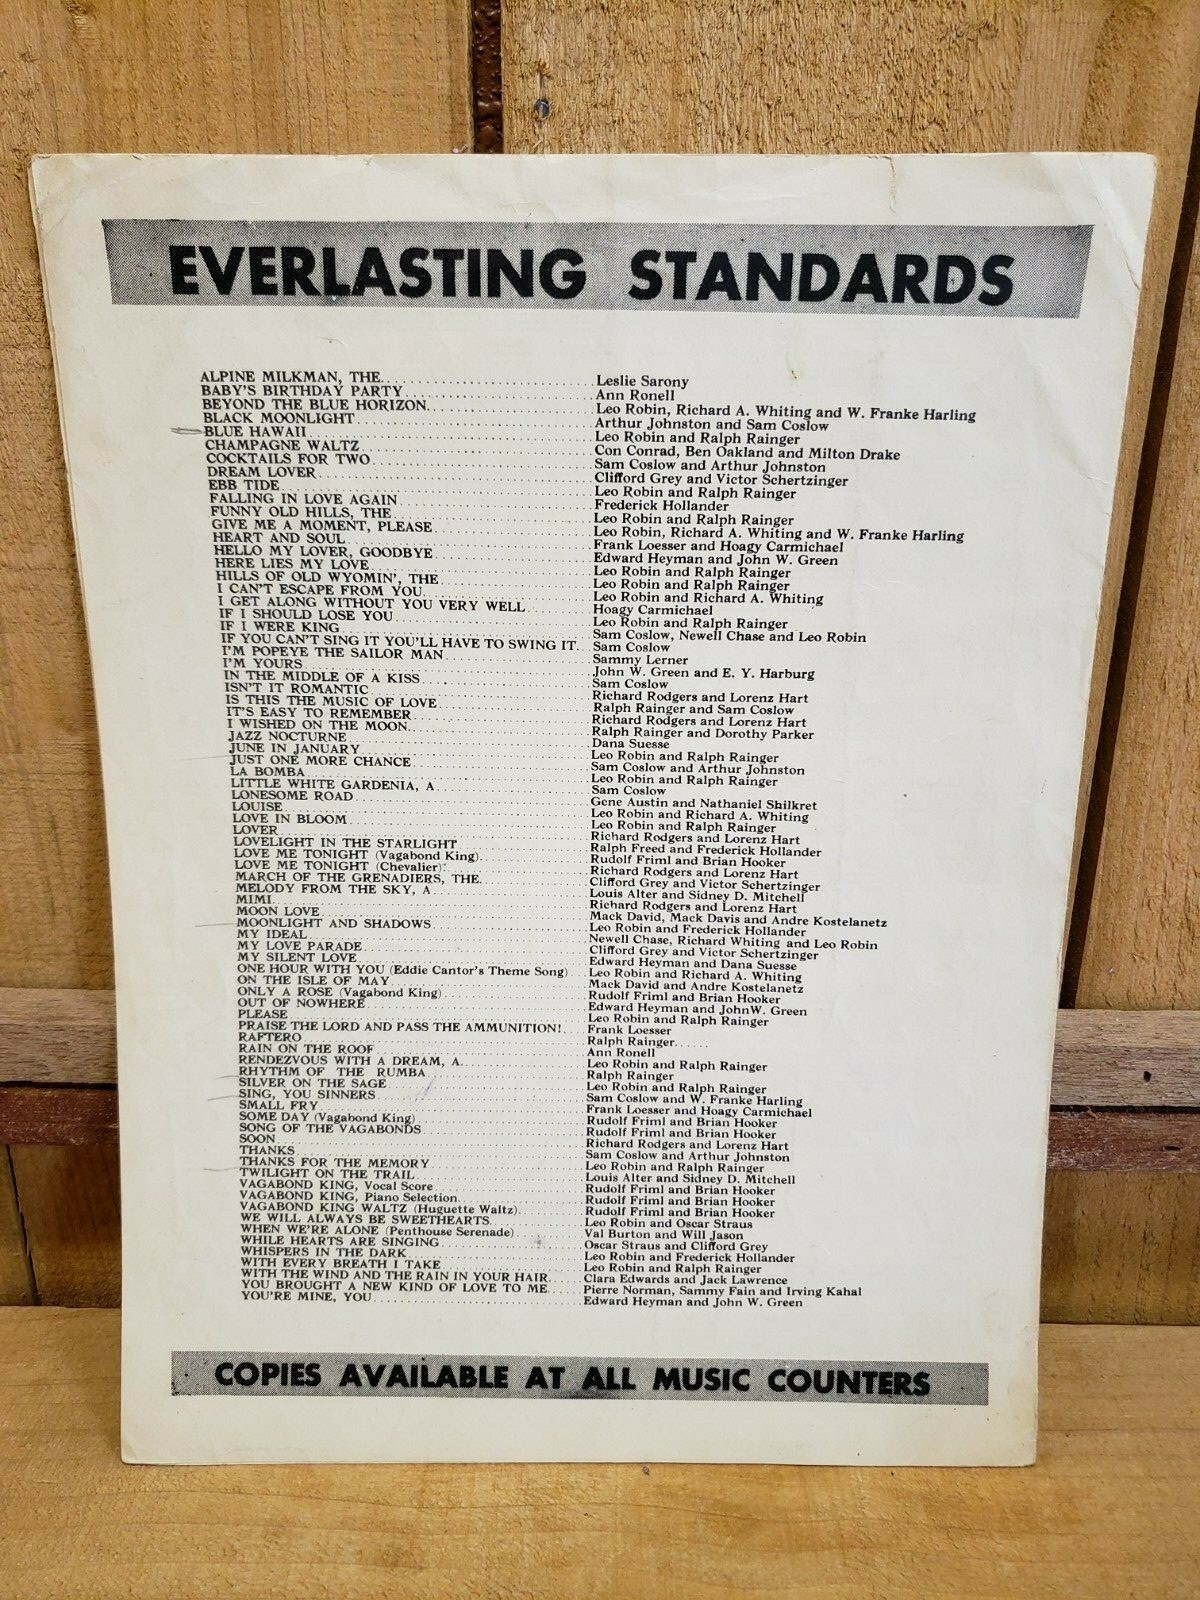 EVERLASTING STANDARDS
ALPINE MILKMAN, THE Leslie Sarony
BABY'S BIRTHDAY PARTY Ann Ronell
BEYOND THE BLUE HORIZON Leo Robin, Richard A. Whiting and W. Franke Harling
BLACK MOONLIGHT Arthur Johnston and Sam Coslow
BLUE HAWAII Leo Robin and Ralph Rainger
CHAMPAGNE WALTZ Con Conrad, Ben Oakland and Milton Drake
COCKTAILS FOR TWO Sam Coslow and Arthur Johnston
DREAM LOVER Clifford Grey and Victor Schertzinger
EBB TIDE Leo Robin and Ralph Rainger
FALLING IN LOVE AGAIN Frederick Hollander
FUNNY OLD HILLS, THE Leo Robin and Ralph Rainger
GIVE ME A MOMENT, PLEASE Leo Robin, Richard A. Whiting and W. Franke Harling
HEART AND SOUL Frank Loesser and Hoagy Carmichael
HELLO MY LOVER, GOODBYE Edward Heyman and John W. Green
HERE LIES MY LOVE Leo Robin and Ralph Rainger
HILLS OF OLD WYOMIN', THE Leo Robin and Ralph Rainger
I CAN'T ESCAPE FROM YOU Leo Robin and Richard A. Whiting
I GET ALONG WITHOUT YOU VERY WELL Hoagy Carmichael
IF I SHOULD LOSE YOU Leo Robin and Ralph Rainger
IF I WERE KING Sam Coslow, Newell Chase and Leo Robin
IF YOU CAN'T SING IT YOU'LL HAVE TO SWING IT Sam Coslow
I'M POPEYE THE SAILOR MAN Sammy Lerner
I'M YOURS John W. Green and E. Y. Harburg
IN THE MIDDLE OF A KISS Sam Coslow
ISN'T IT ROMANTIC Richard Rodgers and Lorenz Hart
IS THIS THE MUSIC OF LOVE Ralph Rainger and Sam Coslow
IT'S EASY TO REMEMBER Richard Rodgers and Lorenz Hart
I WISHED ON THE MOON Ralph Rainger and Dorothy Parker
JAZZ NOCTURNE Dana Suesse
JUNE IN JANUARY Leo Robin and Ralph Rainger
JUST ONE MORE CHANCE Sam Coslow and Arthur Johnston
LA BOMBA Leo Robin and Ralph Rainger
LITTLE WHITE GARDENIA, A Sam Coslow
LONESOME ROAD Gene Austin and Nathaniel Shilkret
LOUISE Leo Robin and Richard A. Whiting
LOVE IN BLOOM Leo Robin and Ralph Rainger
LOVER Richard Rodgers and Lorenz Hart
LOVELIGHT IN THE STARLIGHT Ralph Freed and Frederick Hollander
LOVE ME TONIGHT (Vagabond King) Rudolf Friml and Brian Hooker
LOVE ME TONIGHT (Chevalier) Richard Rodgers and Lorenz Hart
MARCH OF THE GRENADIERS, THE Clifford Grey and Victor Schertzinger
MELODY FROM THE SKY, A Louis Alter and Sidney D. Mitchell
MIMI Richard Rodgers and Lorenz Hart
MOON LOVE Mack David, Mack Davis and Andre Kostelanetz
MOONLIGHT AND SHADOWS Leo Robin and Frederick Hollander
MY IDEAL Newell Chase, Richard Whiting and Leo Robin
MY LOVE PARADE Clifford Grey and Victor Schertzinger
MY SILENT LOVE Edward Heyman and Dana Suesse
ONE HOUR WITH YOU (Eddie Cantor's Theme Song) Leo Robin and Richard A. Whiting
ON THE ISLE OF MAY Mack David and Andre Kostelanetz
ONLY A ROSE (Vagabond King) Rudolf Friml and Brian Hooker
OUT OF NOWHERE Edward Heyman and JohnW. Green
PLEASE Leo Robin and Ralph Rainger
PRAISE THE LORD AND PASS THE AMMUNITION! Frank Loesser
RAFTERO Ralph Rainger
RAIN ON THE ROOF Ann Ronell
RENDEZVOUS WITH A DREAM, A Leo Robin and Ralph Rainger
RHYTHM OF THE RUMBA Ralph Rainger
SILVER ON THE SAGE Leo Robin and Ralph Rainger
SING, YOU SINNERS Sam Coslow and W. Franke Harling
SMALL FRY Frank Loesser and Hoagy Carmichael
SOME DAY (Vagabond King) Rudolf Friml and Brian Hooker
SONG OF THE VAGABONDS Rudolf Friml and Brian Hooker
SOON Richard Rodgers and Lorenz Hart
THANKS Sam Coslow and Arthur Johnston
THANKS FOR THE MEMORY Leo Robin and Ralph Rainger
TWILIGHT ON THE TRAIL Louis Alter and Sidney D. Mitchell
VAGABOND KING, Vocal Score Rudolf Friml and Brian Hooker
VAGABOND KING, Piano Selection Rudolf Friml and Brian Hooker
VAGABOND KING WALTZ (Huguette Waltz) Rudolf Friml and Brian Hooker
WE WILL ALWAYS BE SWEETHEARTS Leo Robin and Oscar Straus
WHEN WE'RE ALONE (Penthouse Serenade) Val Burton and Will Jason
WHILE HEARTS ARE SINGING Oscar Straus and Clifford Grey
WHISPERS IN THE DARK Leo Robin and Frederick Hollander
WITH EVERY BREATH I TAKE Leo Robin and Ralph Rainger
WITH THE WIND AND THE RAIN IN YOUR HAIR Clara Edwards and Jack Lawrence
YOU BROUGHT A NEW KIND OF LOVE TO ME Pierre Norman, Sammy Fain and Irving Kahal
YOU'RE MINE, YOU Edward Heyman and John W. Green
COPIES AVAILABLE AT ALL MUSIC COUNTERS